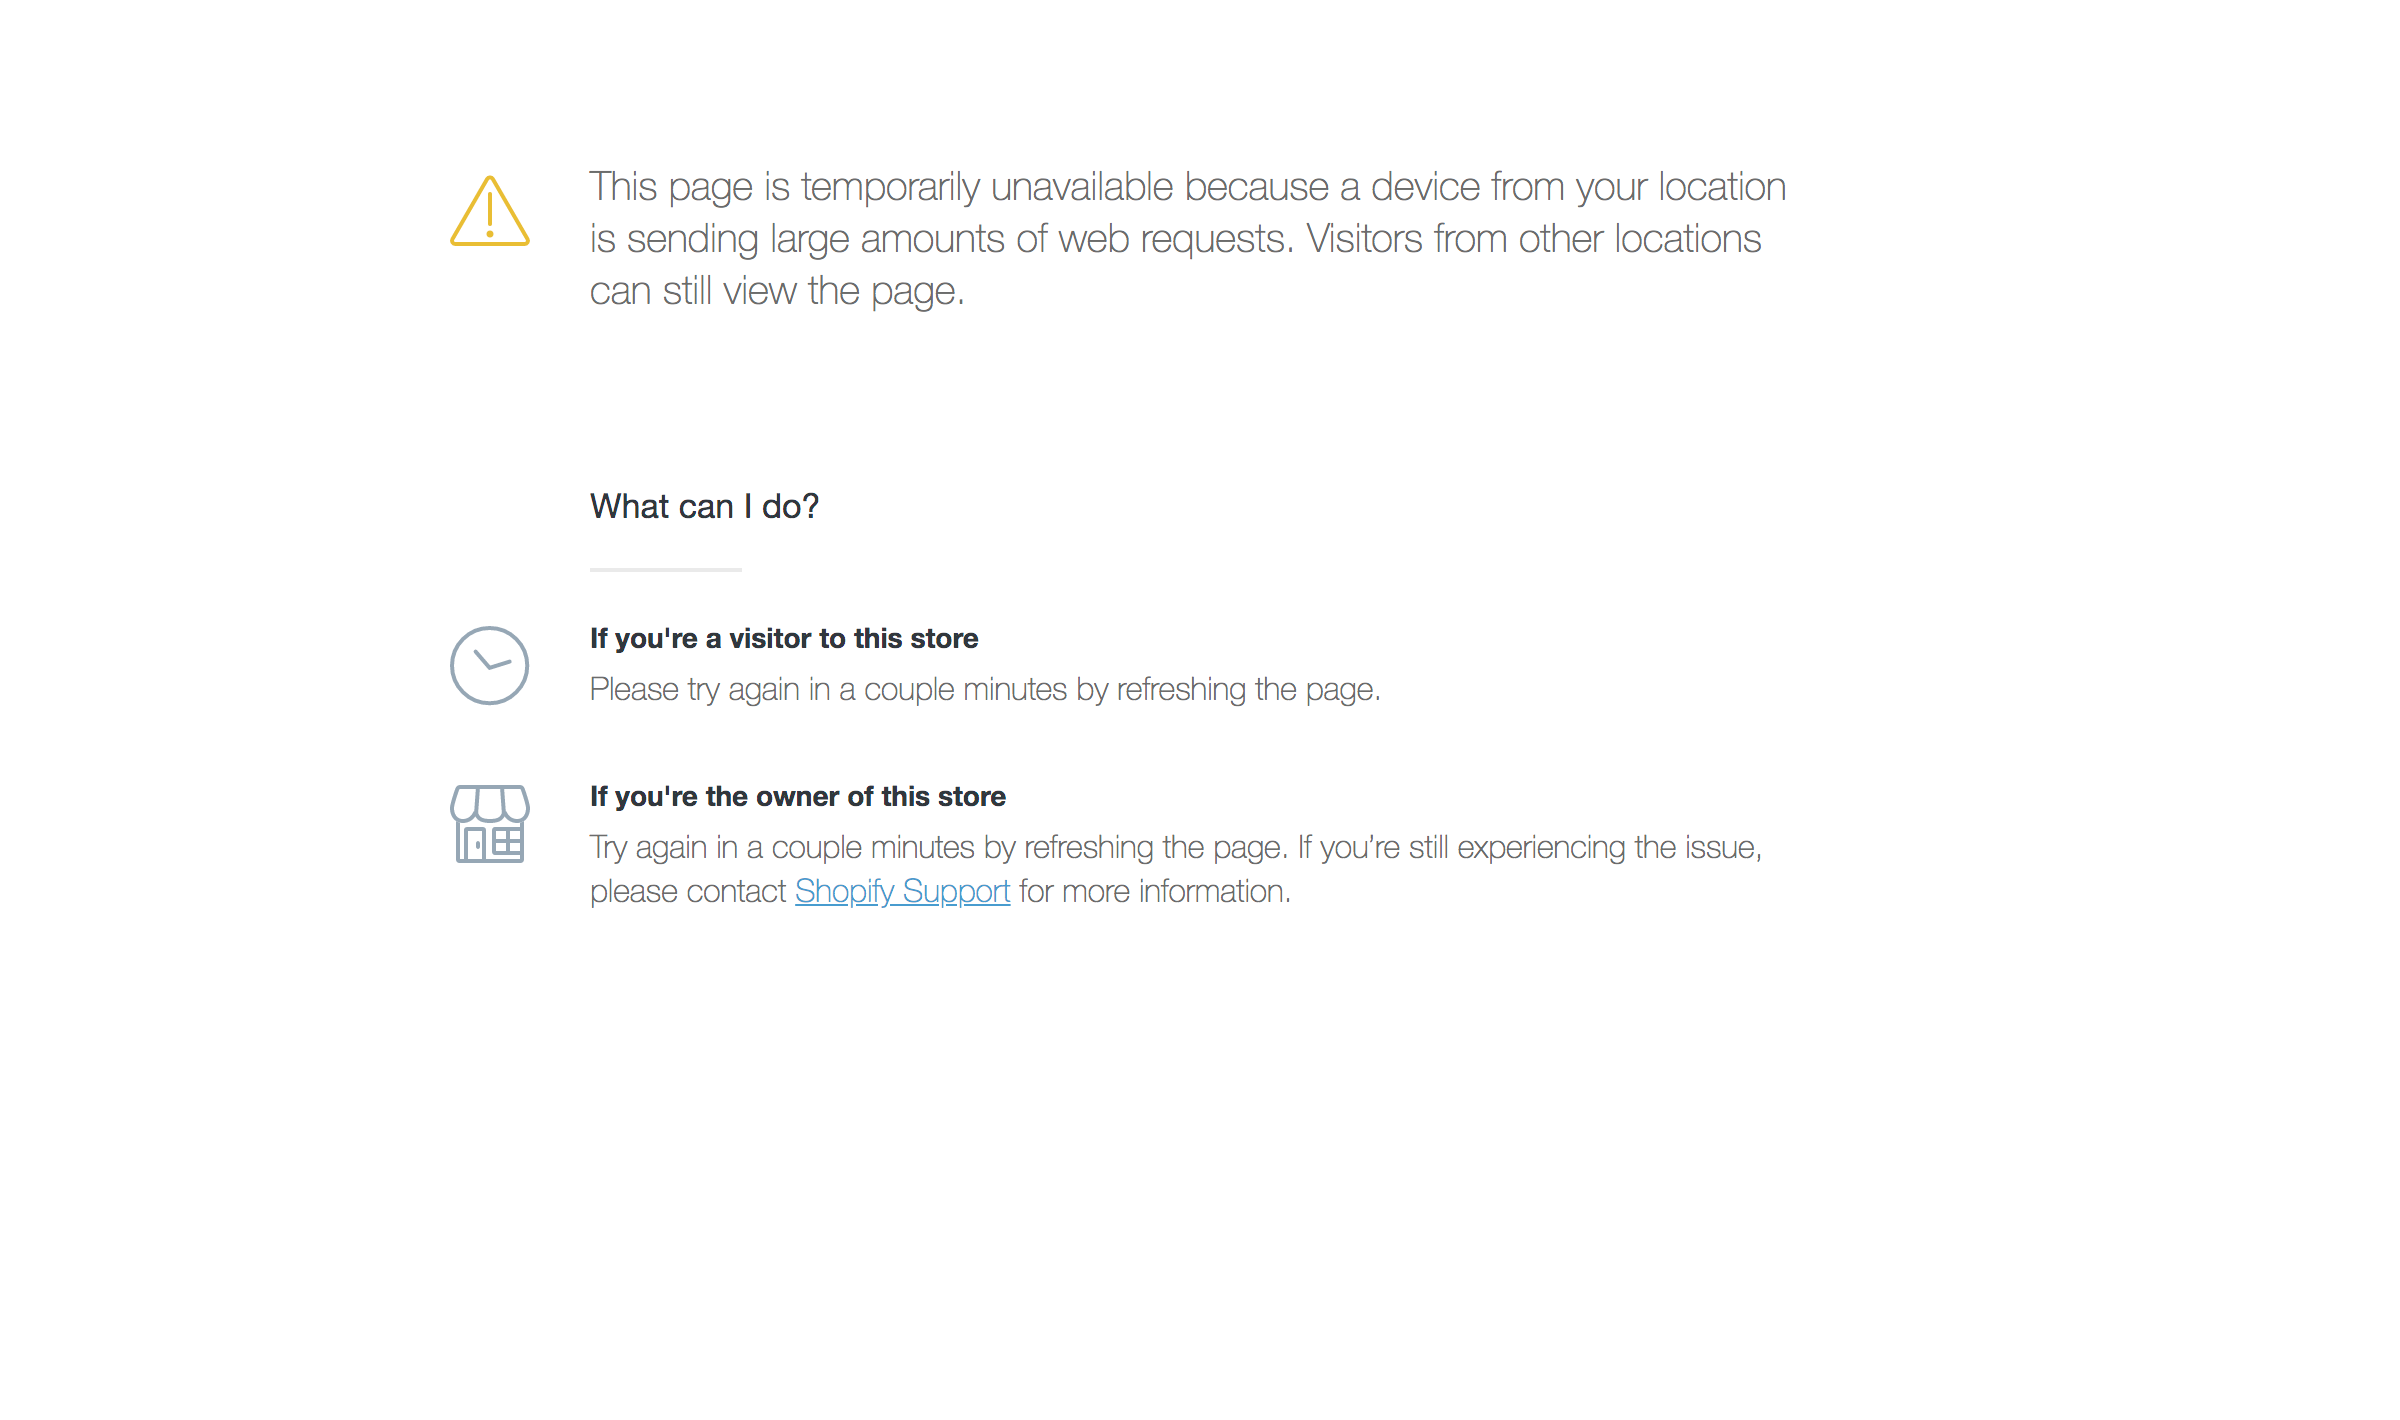 This page is temporarily unavailable because a device from your location
is sending large amounts of web requests. Visitors from other locations
can still view the page.
What can I do?
If you're a visitor to this store
Please try again in a couple minutes by refreshing the page.
If you're the owner of this store
Try again in a couple minutes by refreshing the page. If you’re still experiencing the issue,
please contact Shopify Support for more information.